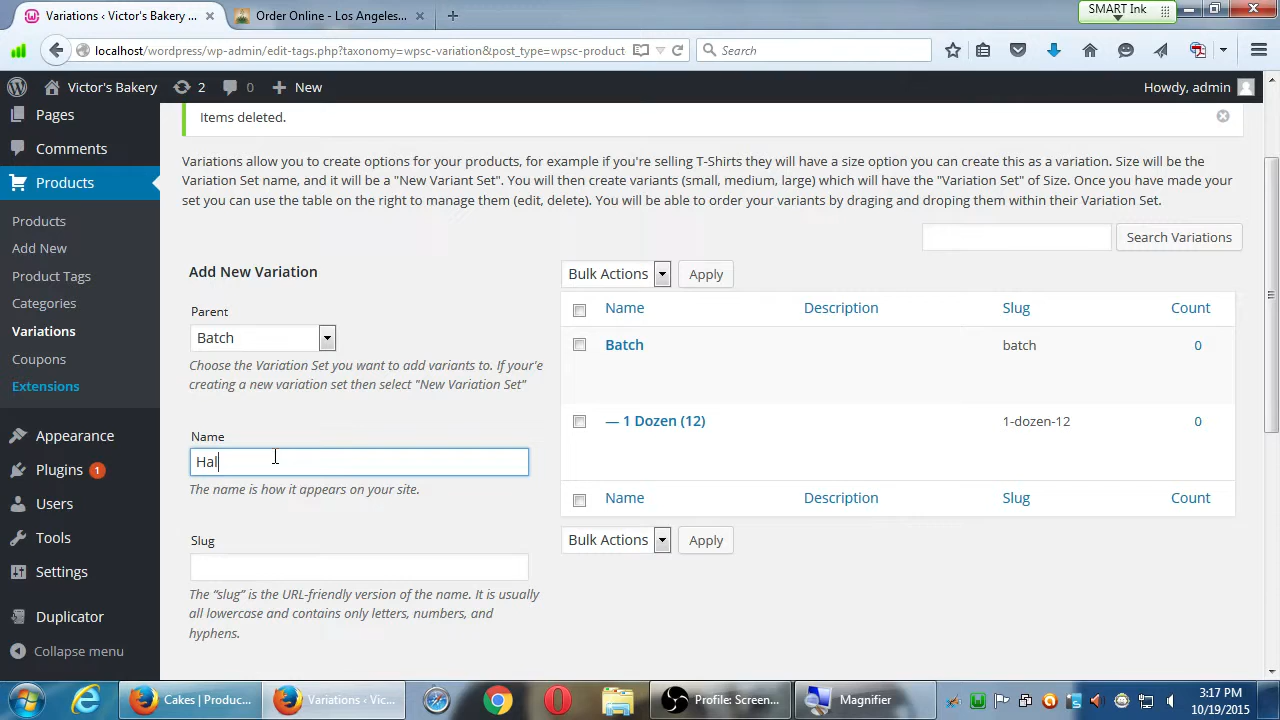 Variations ‹ Victor's Bakery ...
Order Online - Los Angeles...
SMART Ink
localhost/wordpress/wp-admin/edit-tags.php?taxonomy=wpsc-variation&post_type=wpsc-product
Search
Victor's Bakery
2
0
New
Howdy, admin
Pages
Comments
Products
Products
Add New
Product Tags
Categories
Variations
Coupons
Extensions
Appearance
Plugins 1
Users
Tools
Settings
Duplicator
Collapse menu
Items deleted.
Variations allow you to create options for your products, for example if you're selling T-Shirts they will have a size option you can create this as a variation. Size will be the
Variation Set name, and it will be a "New Variant Set". You will then create variants (small, medium, large) which will have the "Variation Set" of Size. Once you have made your
set you can use the table on the right to manage them (edit, delete). You will be able to order your variants by draging and droping them within their Variation Set.
Search Variations
Add New Variation
Parent
Batch
Choose the Variation Set you want to add variants to. If your'e
creating a new variation set then select "New Variation Set"
Name
Hal
The name is how it appears on your site.
Slug
The “slug” is the URL-friendly version of the name. It is usually
all lowercase and contains only letters, numbers, and
hyphens.
Bulk Actions
Apply
Name Description Slug Count
Batch batch 0
— 1 Dozen (12) 1-dozen-12 0
Name Description Slug Count
Bulk Actions
Apply
Cakes | Produc...
Variations ‹ Vic...
Profile: Screen...
Magnifier
3:17 PM
10/19/2015